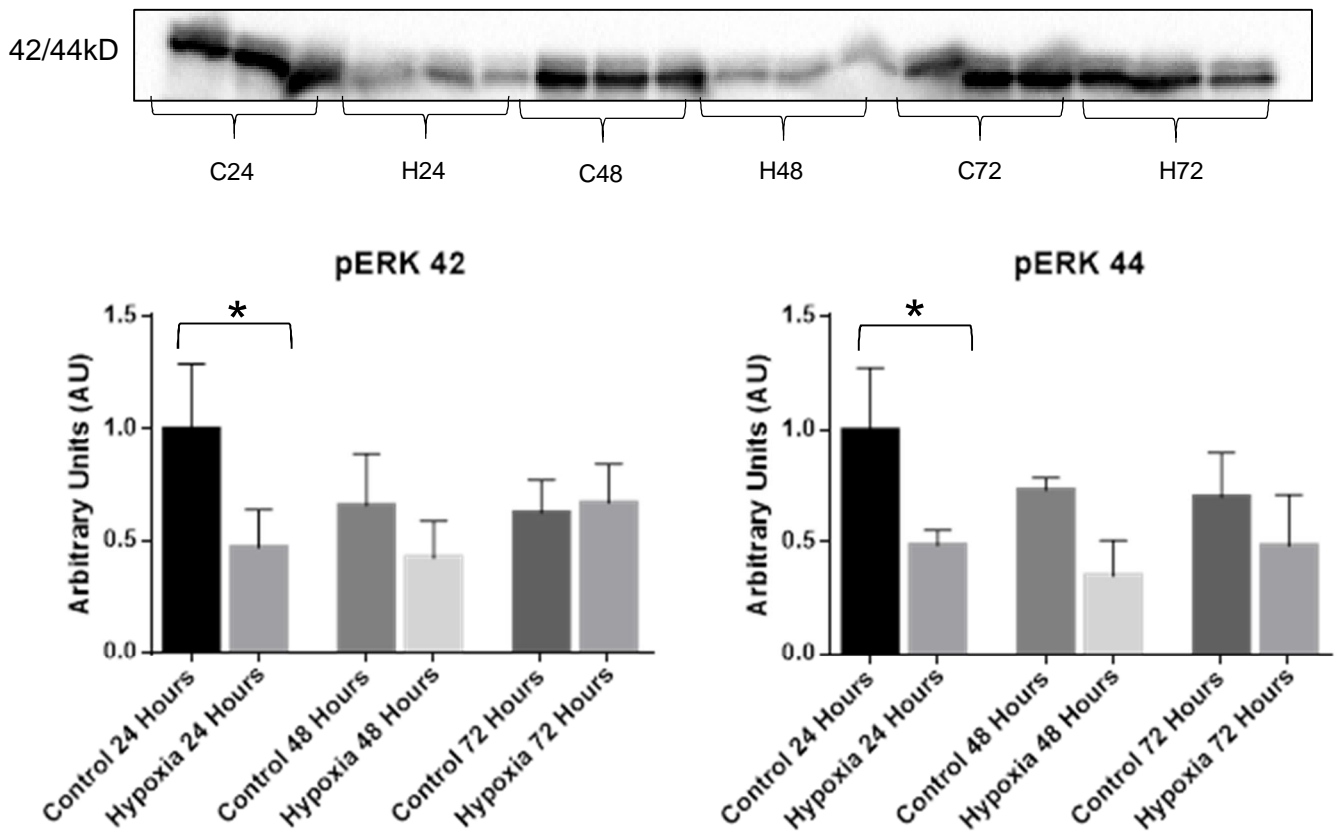 42/44kD
C24 H24 C48 H48 C72 H72
pERK 42
*
1.5
1.0
0.5
0.0
Arbitrary Units (AU)
Control 24 Hours
Hypoxia 24 Hours
Control 48 Hours
Hypoxia 48 Hours
Control 72 Hours
Hypoxia 72 Hours
pERK 44
*
1.5
1.0
0.5
0.0
Arbitrary Units (AU)
Control 24 Hours
Hypoxia 24 Hours
Control 48 Hours
Hypoxia 48 Hours
Control 72 Hours
Hypoxia 72 Hours